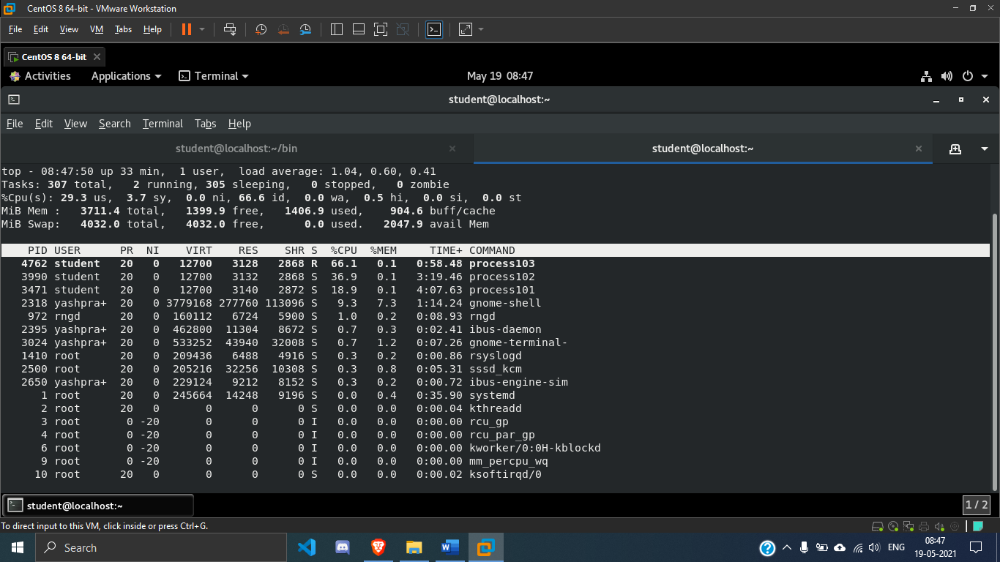 CentOS 8 64-bit - VMware Workstation
File Edit View VM Tabs Help
CentOS 8 64-bit
Activities Applications Terminal May 19 08:47
student@localhost:~
File Edit View Search Terminal Tabs Help
student@localhost:~/bin student@localhost:~
top - 08:47:50 up 33 min,  1 user,  load average: 1.04, 0.60, 0.41
Tasks: 307 total,   2 running, 305 sleeping,   0 stopped,   0 zombie
%Cpu(s): 29.3 us,  3.7 sy,  0.0 ni, 66.6 id,  0.0 wa,  0.5 hi,  0.0 si,  0.0 st
MiB Mem :   3711.4 total,   1399.9 free,   1406.9 used,    904.6 buff/cache
MiB Swap:   4032.0 total,   4032.0 free,      0.0 used.   2047.9 avail Mem
PID USER      PR  NI    VIRT    RES    SHR S  %CPU  %MEM     TIME+ COMMAND
4762 student   20   0   12700   3128   2868 R  66.1   0.1   0:58.48 process103
3990 student   20   0   12700   3132   2868 S  36.9   0.1   3:19.46 process102
3471 student   20   0   12700   3140   2872 S  18.9   0.1   4:07.63 process101
2318 yashpra+  20   0 3779168 277760 113096 S   9.3   7.3   1:14.24 gnome-shell
972 rngd      20   0  160112   6724   5900 S   1.0   0.2   0:08.93 rngd
2395 yashpra+  20   0  462800  11304   8672 S   0.7   0.3   0:02.41 ibus-daemon
3024 yashpra+  20   0  533252  43940  32008 S   0.7   1.2   0:07.26 gnome-terminal-
1410 root      20   0  209436   6488   4916 S   0.3   0.2   0:00.86 rsyslogd
2500 root      20   0  205216  32256  10308 S   0.3   0.8   0:05.31 sssd_kcm
2650 yashpra+  20   0  229124   9212   8152 S   0.3   0.2   0:00.72 ibus-engine-sim
1 root      20   0  245664  14248   9196 S   0.0   0.4   0:35.90 systemd
2 root      20   0       0      0      0 S   0.0   0.0   0:00.04 kthreadd
3 root       0 -20       0      0      0 I   0.0   0.0   0:00.00 rcu_gp
4 root       0 -20       0      0      0 I   0.0   0.0   0:00.00 rcu_par_gp
6 root       0 -20       0      0      0 I   0.0   0.0   0:00.00 kworker/0:0H-kblockd
9 root       0 -20       0      0      0 I   0.0   0.0   0:00.00 mm_percpu_wq
10 root      20   0       0      0      0 S   0.0   0.0   0:00.02 ksoftirqd/0
student@localhost:~ 1 / 2
To direct input to this VM, click inside or press Ctrl+G.
Search ENG 08:47
19-05-2021